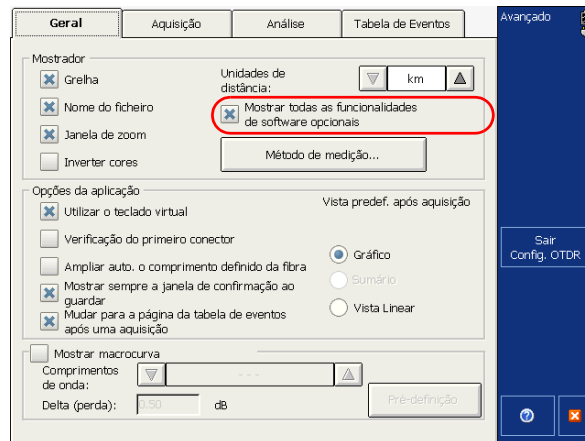 Geral
Aquisição
Análise
Tabela de Eventos
Avançado
Mostrador
Grelha
Nome do ficheiro
Janela de zoom
Inverter cores
Unidades de
distância:
km
Mostrar todas as funcionalidades
de software opcionais
Método de medição...
Opções da aplicação
Utilizar o teclado virtual
Verificação do primeiro conector
Ampliar auto. o comprimento definido da fibra
Mostrar sempre a janela de confirmação ao
guardar
Mudar para a página da tabela de eventos
após uma aquisição
Vista predef. após aquisição
Gráfico
Sumário
Vista Linear
Sair
Config. OTDR
Mostrar macrocurva
Comprimentos
de onda:
- - -
Delta (perda):
0.50
dB
Pré-definição